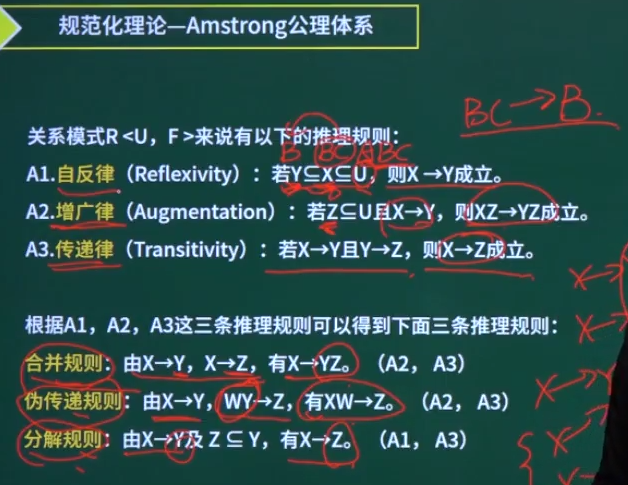 规范化理论—Amstrong公理体系
BC→B.
关系模式R <U，F >来说有以下的推理规则：
B BC ABC
A1.自反律（Reflexivity）：若Y⊆X⊆U，则X →Y成立。
A2.增广律（Augmentation）：若Z⊆U且X→Y，则XZ→YZ成立。
A3.传递律（Transitivity）：若X→Y且Y→Z，则X→Z成立。
X→
根据A1，A2，A3这三条推理规则可以得到下面三条推理规则：
X→
合并规则：由X→Y，X→Z，有X→YZ。（A2，A3）
X→Y
伪传递规则：由X→Y，WY→Z，有XW→Z。（A2，A3）
X→
分解规则：由X→Y及 Z ⊆ Y，有X→Z。（A1，A3）
X→